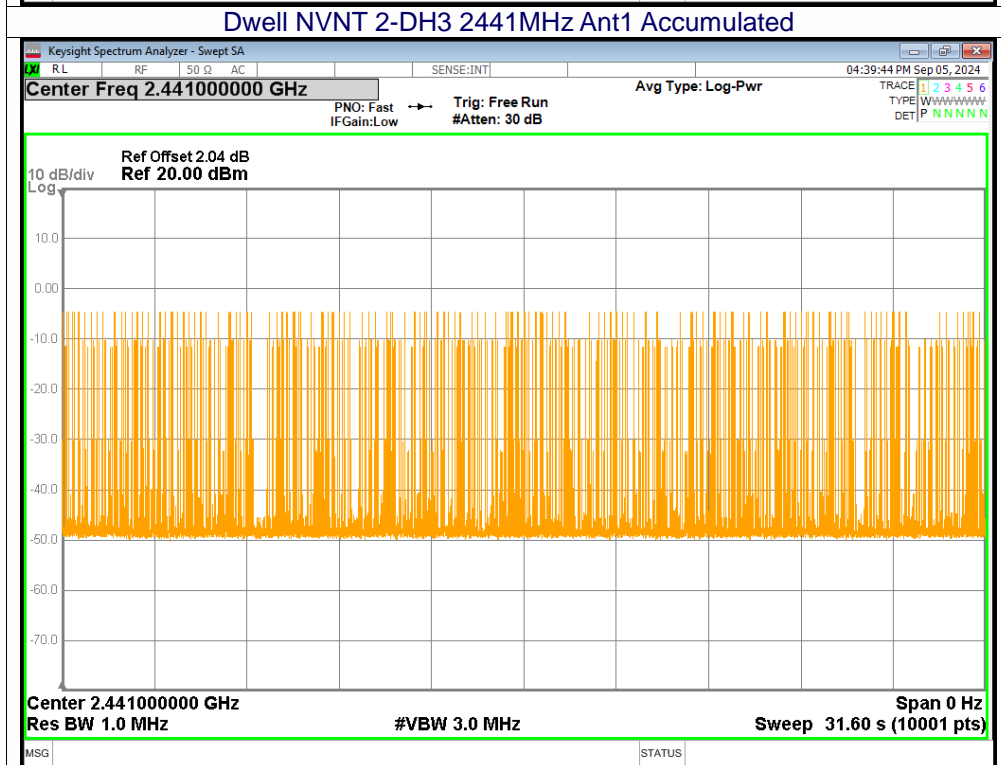 Dwell NVNT 2-DH3 2441MHz Ant1 Accumulated
Keysight Spectrum Analyzer - Swept SA
LXI RL RF 50 Ω AC SENSE:INT 04:39:44 PM Sep 05, 2024
Center Freq 2.441000000 GHz Avg Type: Log-Pwr TRACE 1 2 3 4 5 6
PNO: Fast Trig: Free Run TYPE WWWWWW
IFGain:Low #Atten: 30 dB DET P N N N N N
Ref Offset 2.04 dB
10 dB/div Ref 20.00 dBm
Log
10.0
0.00
-10.0
-20.0
-30.0
-40.0
-50.0
-60.0
-70.0
Center 2.441000000 GHz Span 0 Hz
Res BW 1.0 MHz #VBW 3.0 MHz Sweep 31.60 s (10001 pts)
MSG STATUS